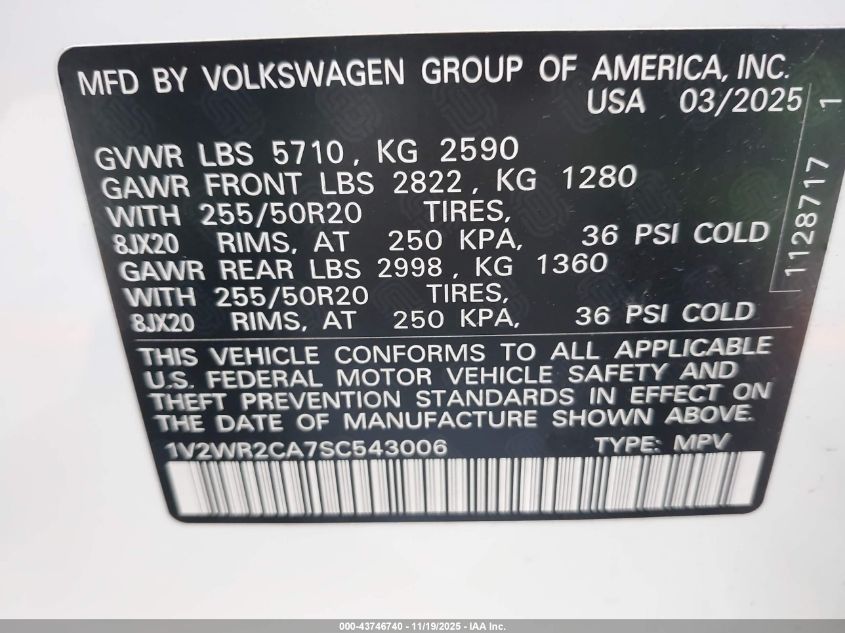 MFD BY VOLKSWAGEN GROUP OF AMERICA, INC.
USA 03/2025
GVWR LBS 5710, KG 2590
GAWR FRONT LBS 2822, KG 1280
WITH 255/50R20 TIRES,
8JX20 RIMS, AT 250 KPA, 36 PSI COLD
GAWR REAR LBS 2998, KG 1360
WITH 255/50R20 TIRES,
8JX20 RIMS, AT 250 KPA, 36 PSI COLD
THIS VEHICLE CONFORMS TO ALL APPLICABLE
U.S. FEDERAL MOTOR VEHICLE SAFETY AND
THEFT PREVENTION STANDARDS IN EFFECT ON
THE DATE OF MANUFACTURE SHOWN ABOVE.
1V2WR2CA7SC543006 TYPE: MPV
1128717 1
000-43746740 - 11/19/2025 - IAA Inc.